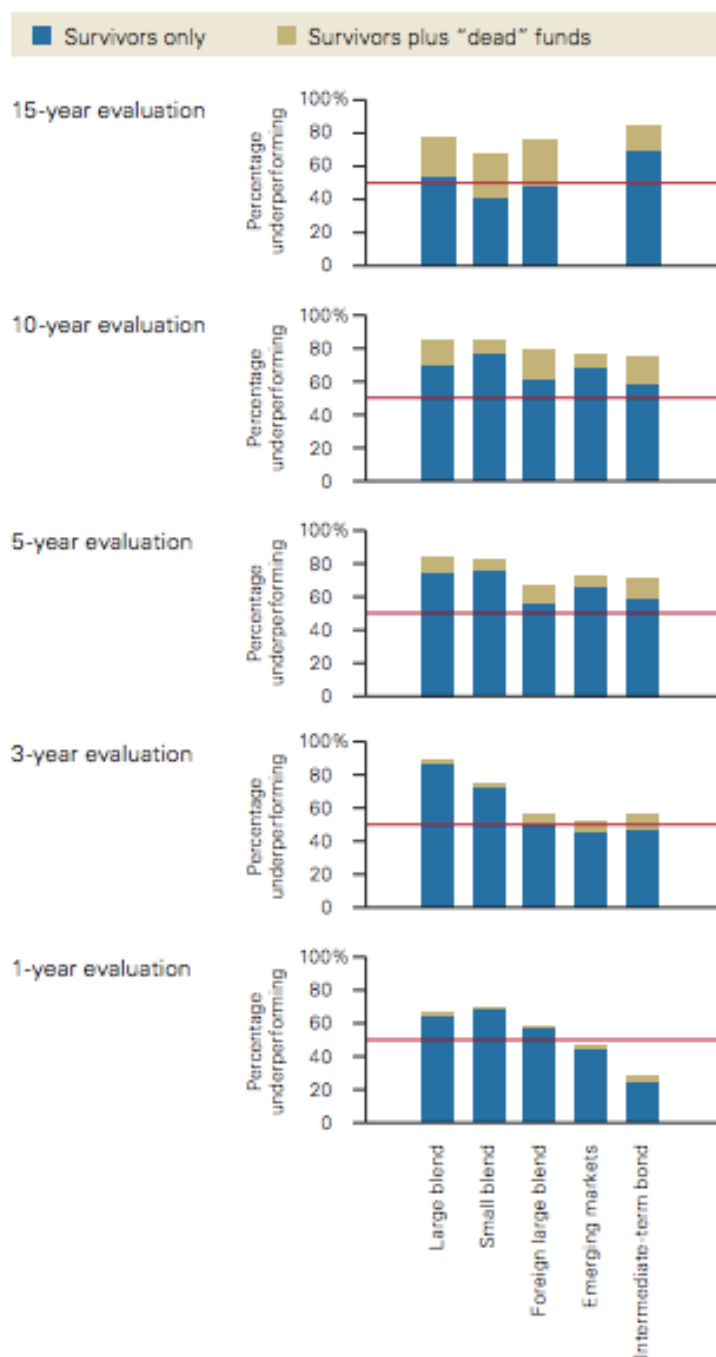 Survivors only
Survivors plus “dead” funds
15-year evaluation
Percentage
underperforming
100%
80
60
40
20
0
10-year evaluation
Percentage
underperforming
100%
80
60
40
20
0
5-year evaluation
Percentage
underperforming
100%
80
60
40
20
0
3-year evaluation
Percentage
underperforming
100%
80
60
40
20
0
1-year evaluation
Percentage
underperforming
100%
80
60
40
20
0
Large blend
Small blend
Foreign large blend
Emerging markets
Intermediate-term bond